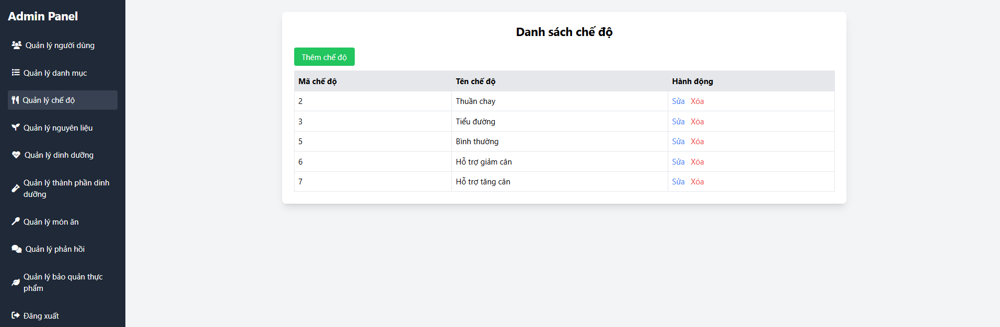 Admin Panel
Quản lý người dùng
Quản lý danh mục
Quản lý chế độ
Quản lý nguyên liệu
Quản lý dinh dưỡng
Quản lý thành phần dinh
dưỡng
Quản lý món ăn
Quản lý phản hồi
Quản lý bảo quản thực
phẩm
Đăng xuất
Danh sách chế độ
Thêm chế độ
Mã chế độ Tên chế độ Hành động
2 Thuần chay Sửa Xóa
3 Tiểu đường Sửa Xóa
5 Bình thường Sửa Xóa
6 Hỗ trợ giảm cân Sửa Xóa
7 Hỗ trợ tăng cân Sửa Xóa